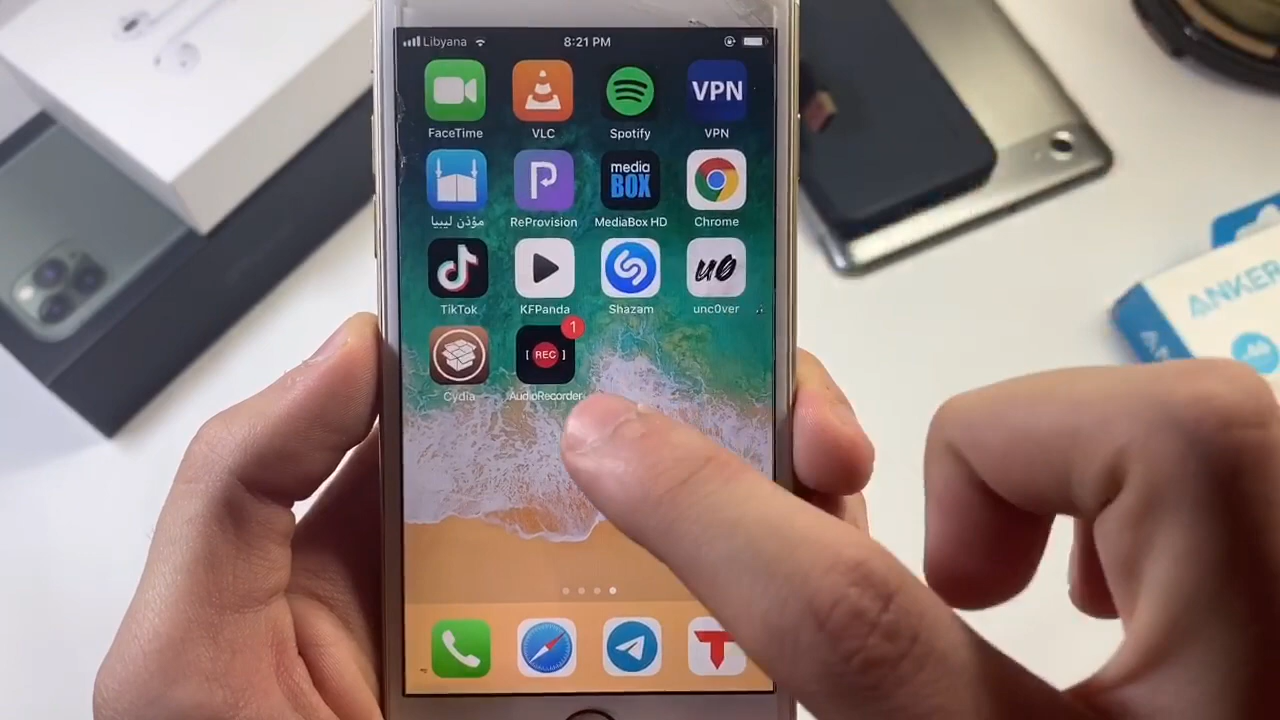 Libyana 8:21 PM
VPN
FaceTime VLC Spotify VPN
media
BOX
مؤذن ليبيا ReProvision MediaBox HD Chrome
u0
TikTok KFPanda Shazam unc0ver
1
[ REC ]
Cydia AudioRecorder
ANKER